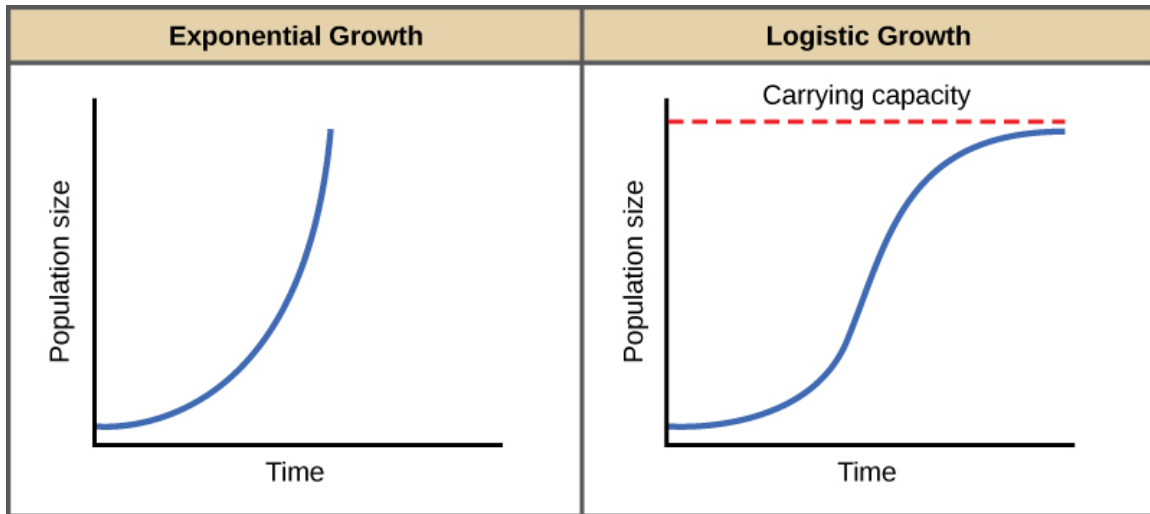 Exponential Growth
Logistic Growth
Population size
Time
Carrying capacity
Population size
Time